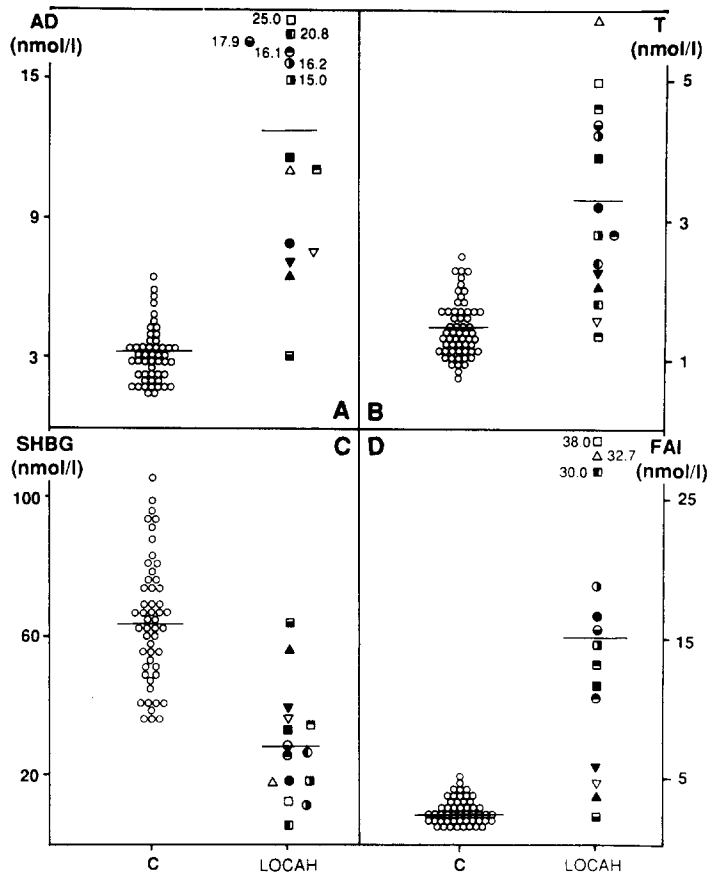 AD
(nmol/l)
15
9
3
25.0
20.8
17.9
16.1
16.2
15.0
A
T
(nmol/l)
5
3
1
B
SHBG
(nmol/l)
100
60
20
C
C
LOCAH
D
FAI
(nmol/l)
38.0
32.7
30.0
25
15
5
C
LOCAH